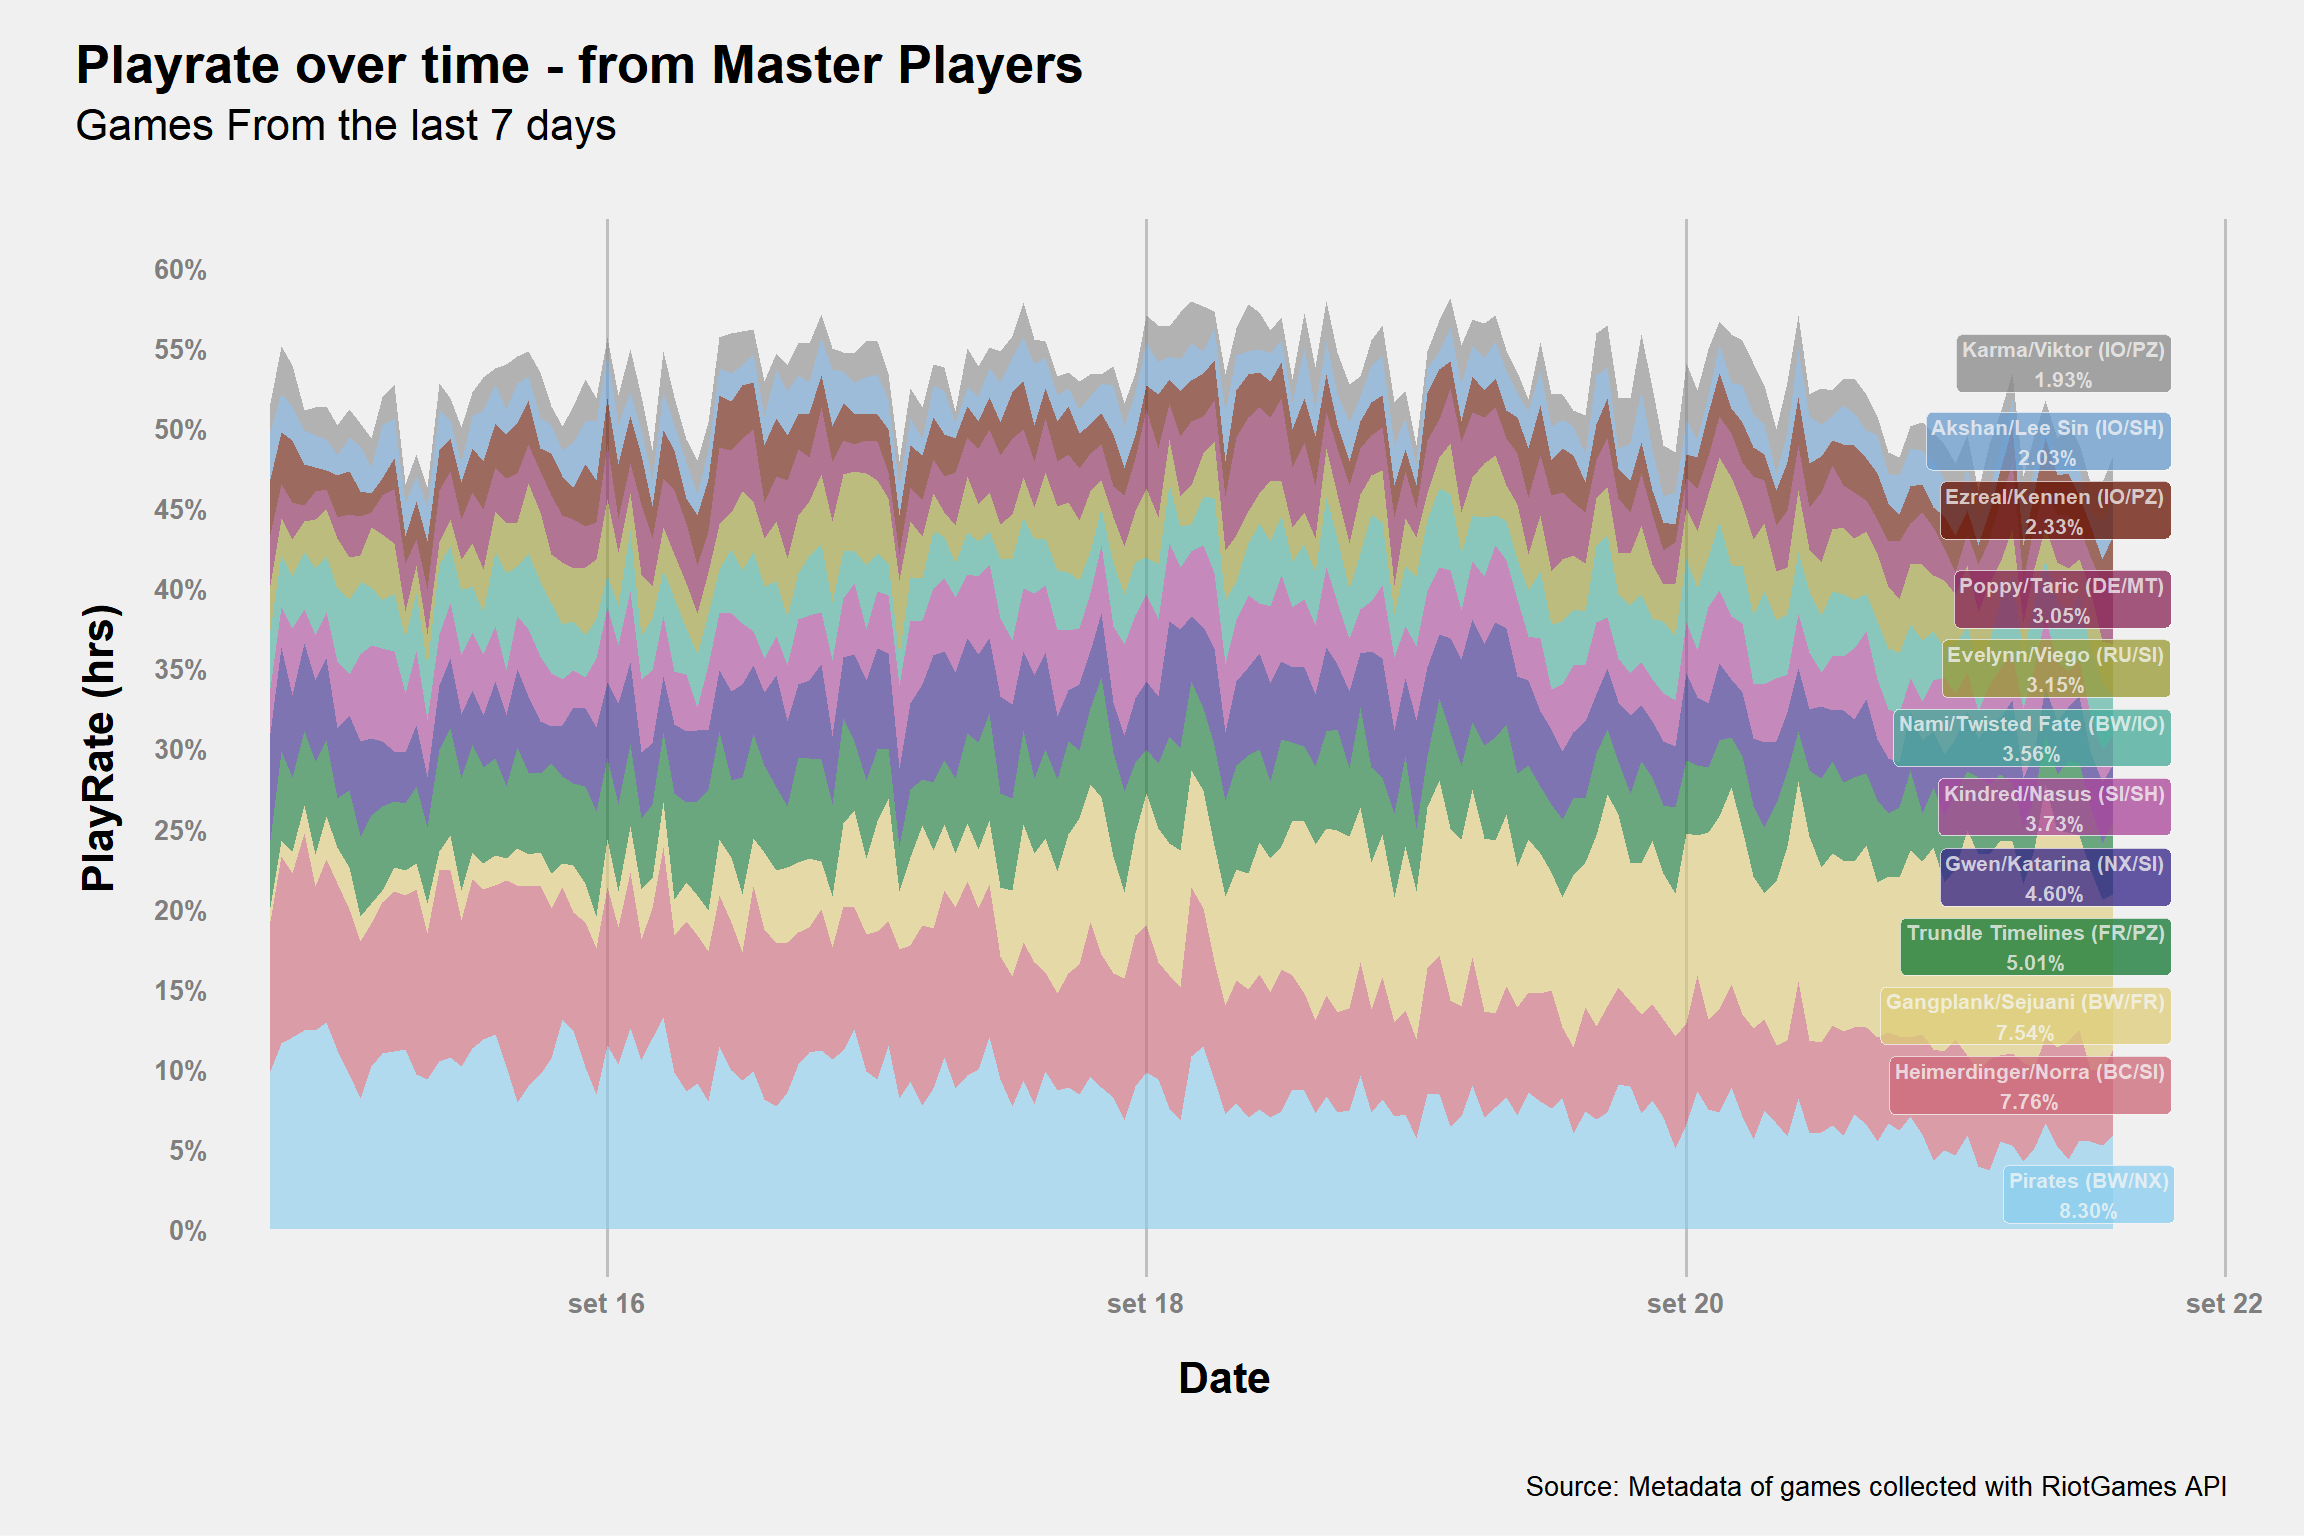 Playrate over time - from Master Players
Games From the last 7 days
PlayRate (hrs)
60%
55%
50%
45%
40%
35%
30%
25%
20%
15%
10%
5%
0%
Karma/Viktor (IO/PZ)
1.93%
Akshan/Lee Sin (IO/SH)
2.03%
Ezreal/Kennen (IO/PZ)
2.33%
Poppy/Taric (DE/MT)
3.05%
Evelynn/Viego (RU/SI)
3.15%
Nami/Twisted Fate (BW/IO)
3.56%
Kindred/Nasus (SI/SH)
3.73%
Gwen/Katarina (NX/SI)
4.60%
Trundle Timelines (FR/PZ)
5.01%
Gangplank/Sejuani (BW/FR)
7.54%
Heimerdinger/Norra (BC/SI)
7.76%
Pirates (BW/NX)
8.30%
set 16
set 18
set 20
set 22
Date
Source: Metadata of games collected with RiotGames API